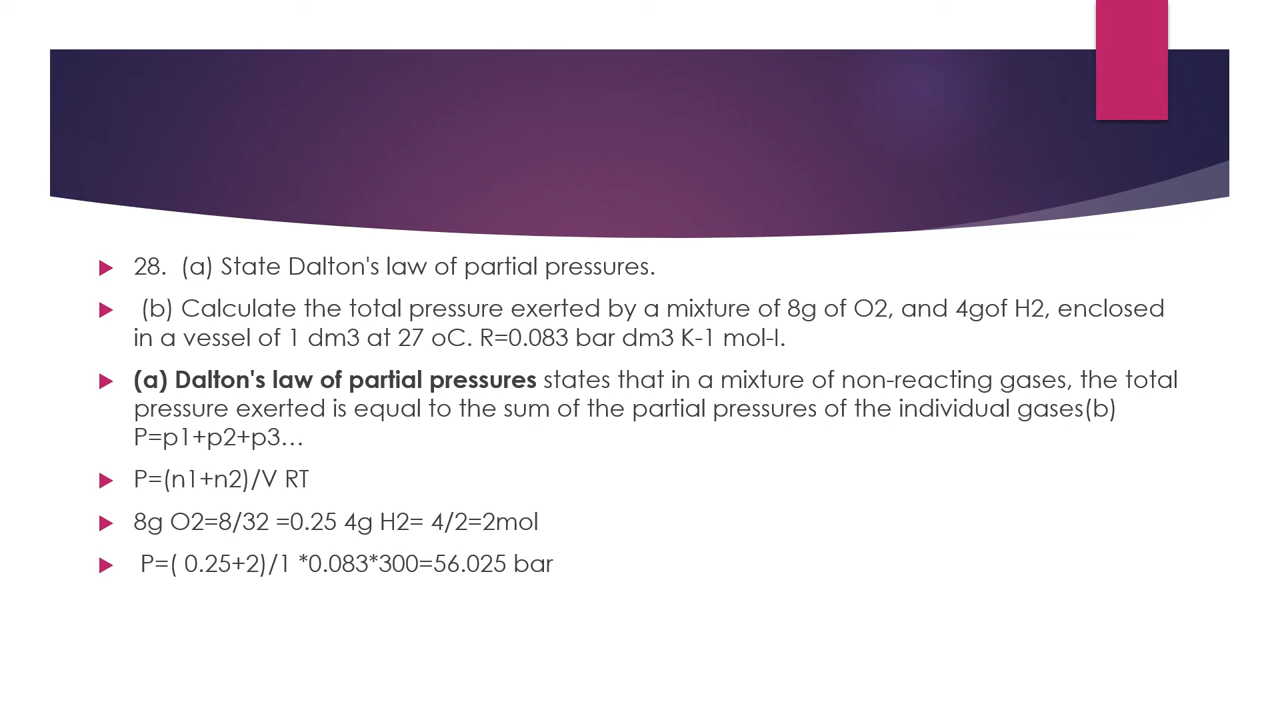 28.  (a) State Dalton's law of partial pressures.
(b) Calculate the total pressure exerted by a mixture of 8g of O2, and 4gof H2, enclosed
in a vessel of 1 dm3 at 27 oC. R=0.083 bar dm3 K-1 mol-l.
(a) Dalton's law of partial pressures states that in a mixture of non-reacting gases, the total
pressure exerted is equal to the sum of the partial pressures of the individual gases(b)
P=p1+p2+p3…
P=(n1+n2)/V RT
8g O2=8/32 =0.25 4g H2= 4/2=2mol
P=( 0.25+2)/1 *0.083*300=56.025 bar